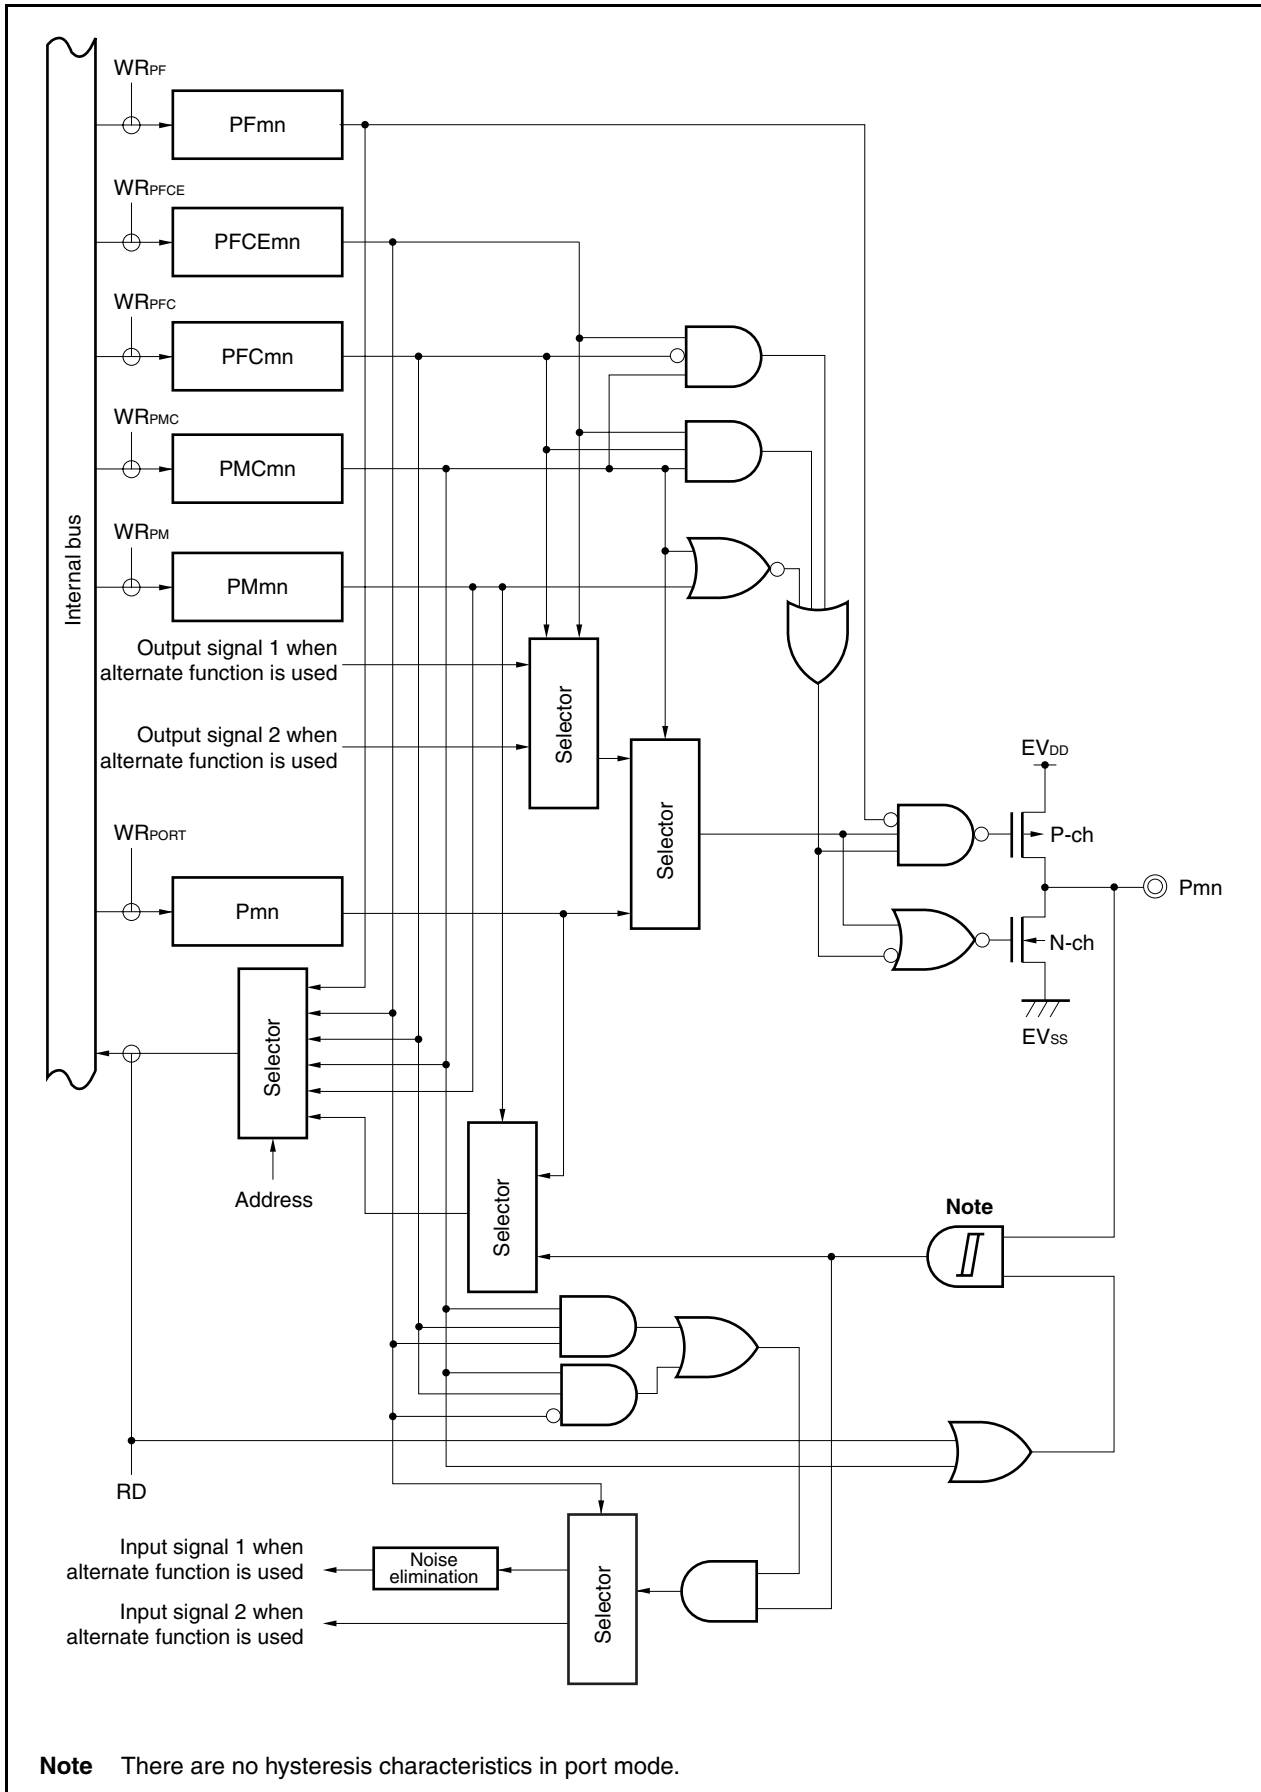 WRPF
PFmn
WRPFCE
PFCEmn
WRPFC
PFCmn
WRPMC
PMCmn
WRPM
PMmn
Internal bus
Output signal 1 when
alternate function is used
Output signal 2 when
alternate function is used
Selector
Selector
WRPORT
Pmn
EVDD
P-ch
Pmn
N-ch
EVSS
Selector
Address
Selector
Note
RD
Input signal 1 when
alternate function is used
Noise
elimination
Input signal 2 when
alternate function is used
Selector
Note There are no hysteresis characteristics in port mode.